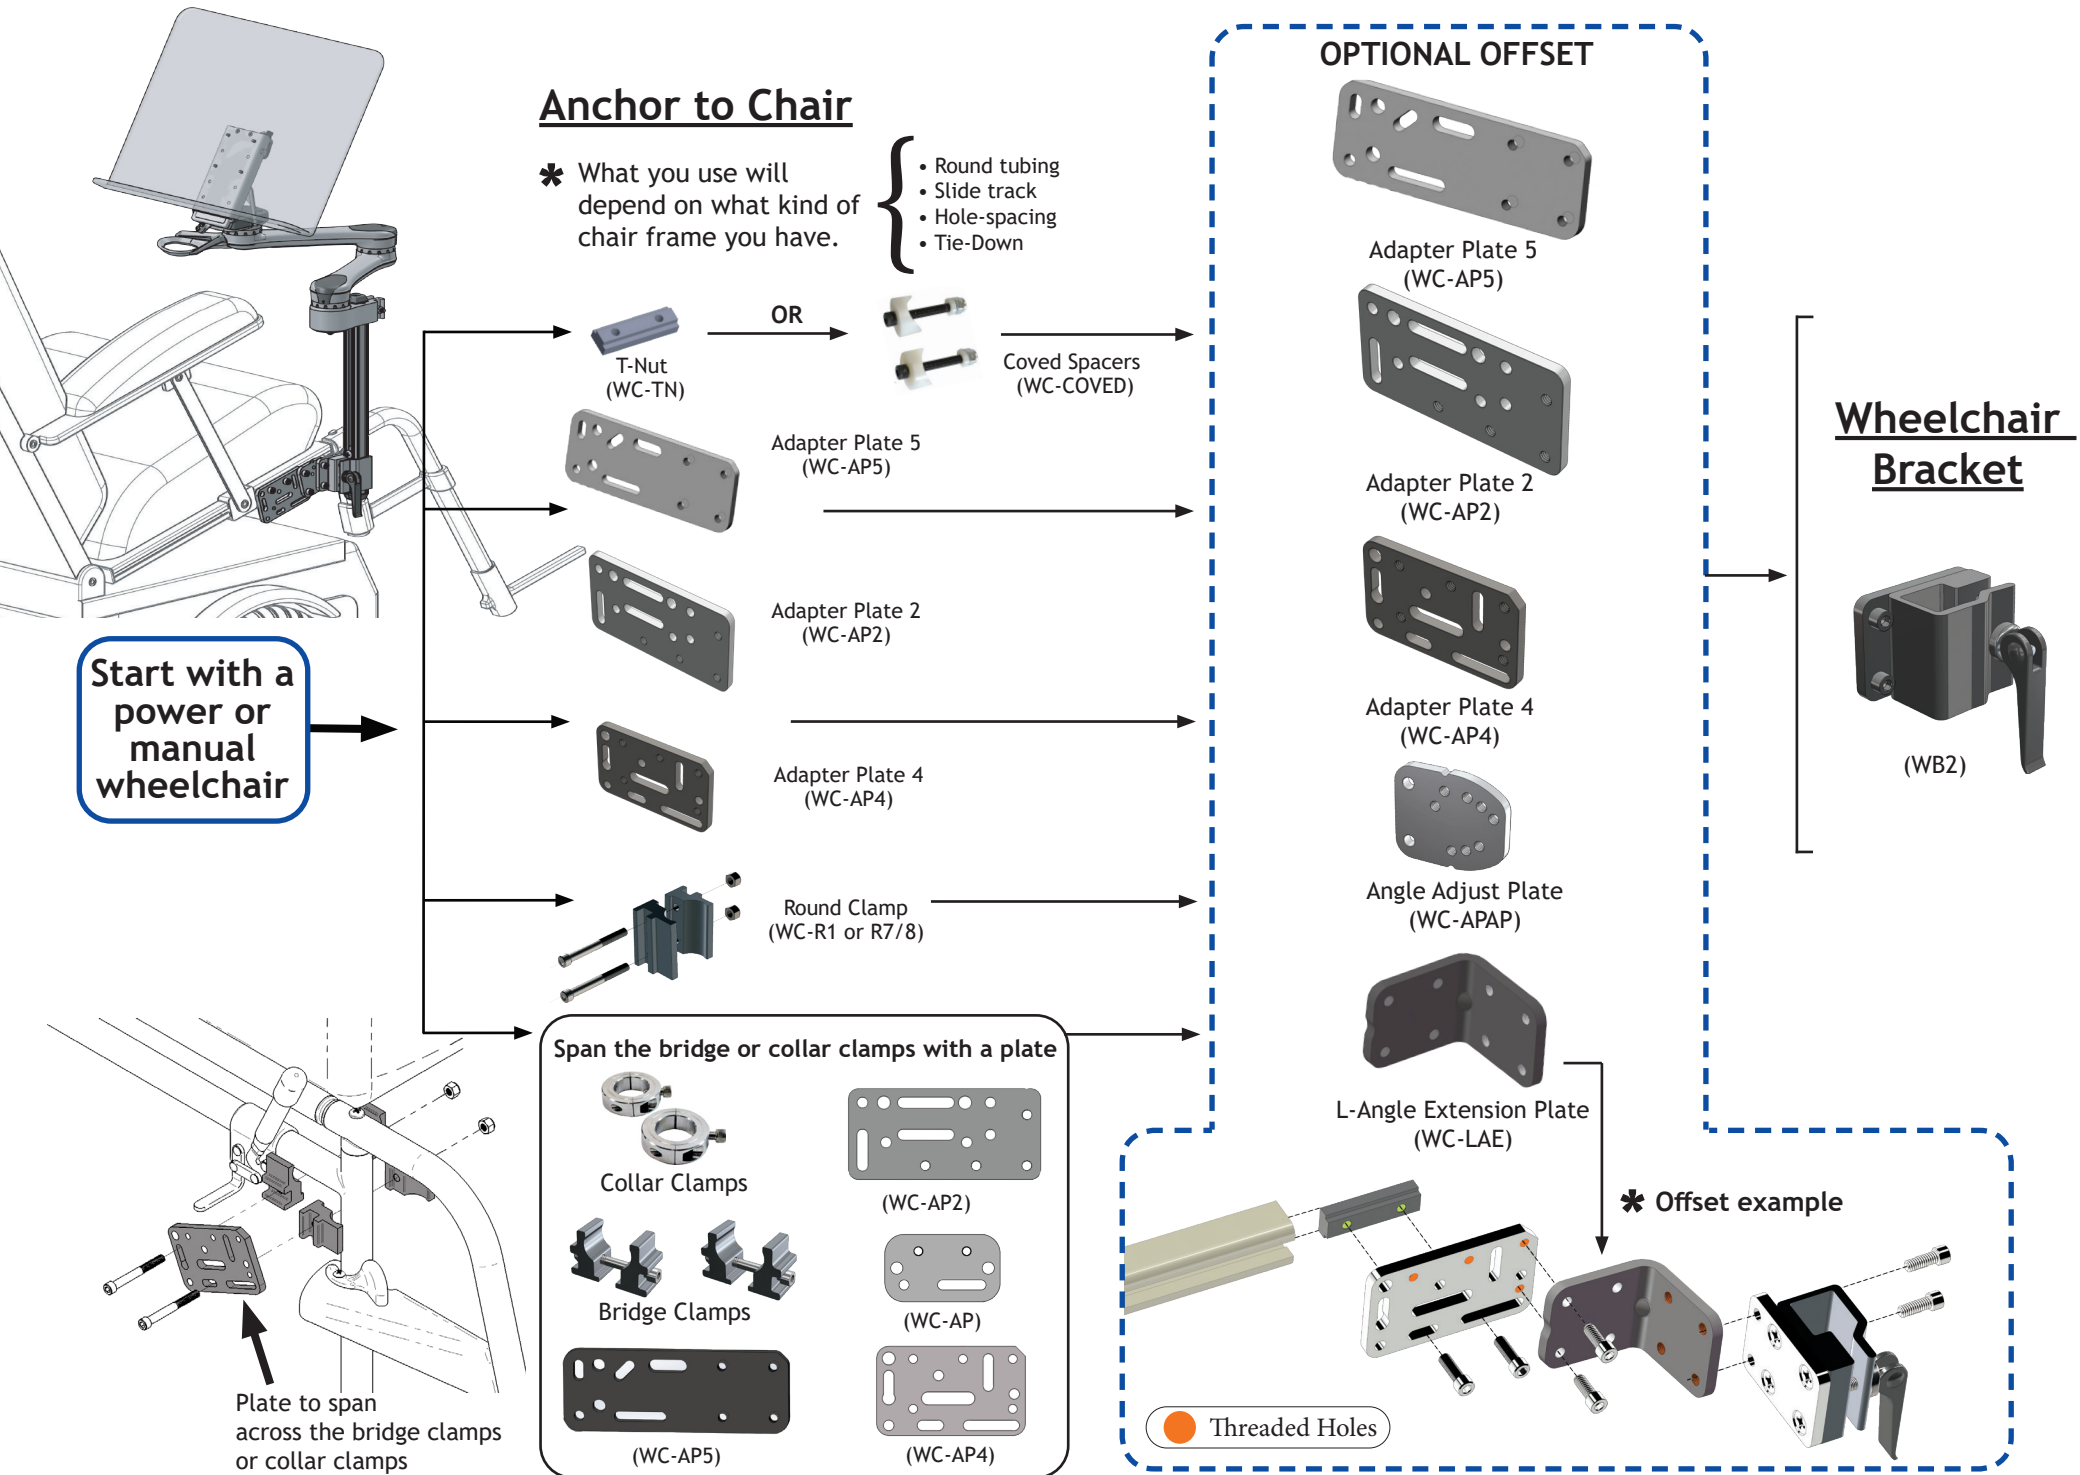 Anchor to Chair
* What you use will
depend on what kind of
chair frame you have.
• Round tubing
• Slide track
• Hole-spacing
• Tie-Down
T-Nut
(WC-TN)
OR
Coved Spacers
(WC-COVED)
Adapter Plate 5
(WC-AP5)
Adapter Plate 2
(WC-AP2)
Adapter Plate 4
(WC-AP4)
Round Clamp
(WC-R1 or R7/8)
Start with a
power or
manual
wheelchair
Span the bridge or collar clamps with a plate
Collar Clamps
(WC-AP2)
Bridge Clamps
(WC-AP)
(WC-AP5)
(WC-AP4)
Plate to span
across the bridge clamps
or collar clamps
OPTIONAL OFFSET
Adapter Plate 5
(WC-AP5)
Adapter Plate 2
(WC-AP2)
Adapter Plate 4
(WC-AP4)
Angle Adjust Plate
(WC-APAP)
L-Angle Extension Plate
(WC-LAE)
* Offset example
Threaded Holes
Wheelchair
Bracket
(WB2)